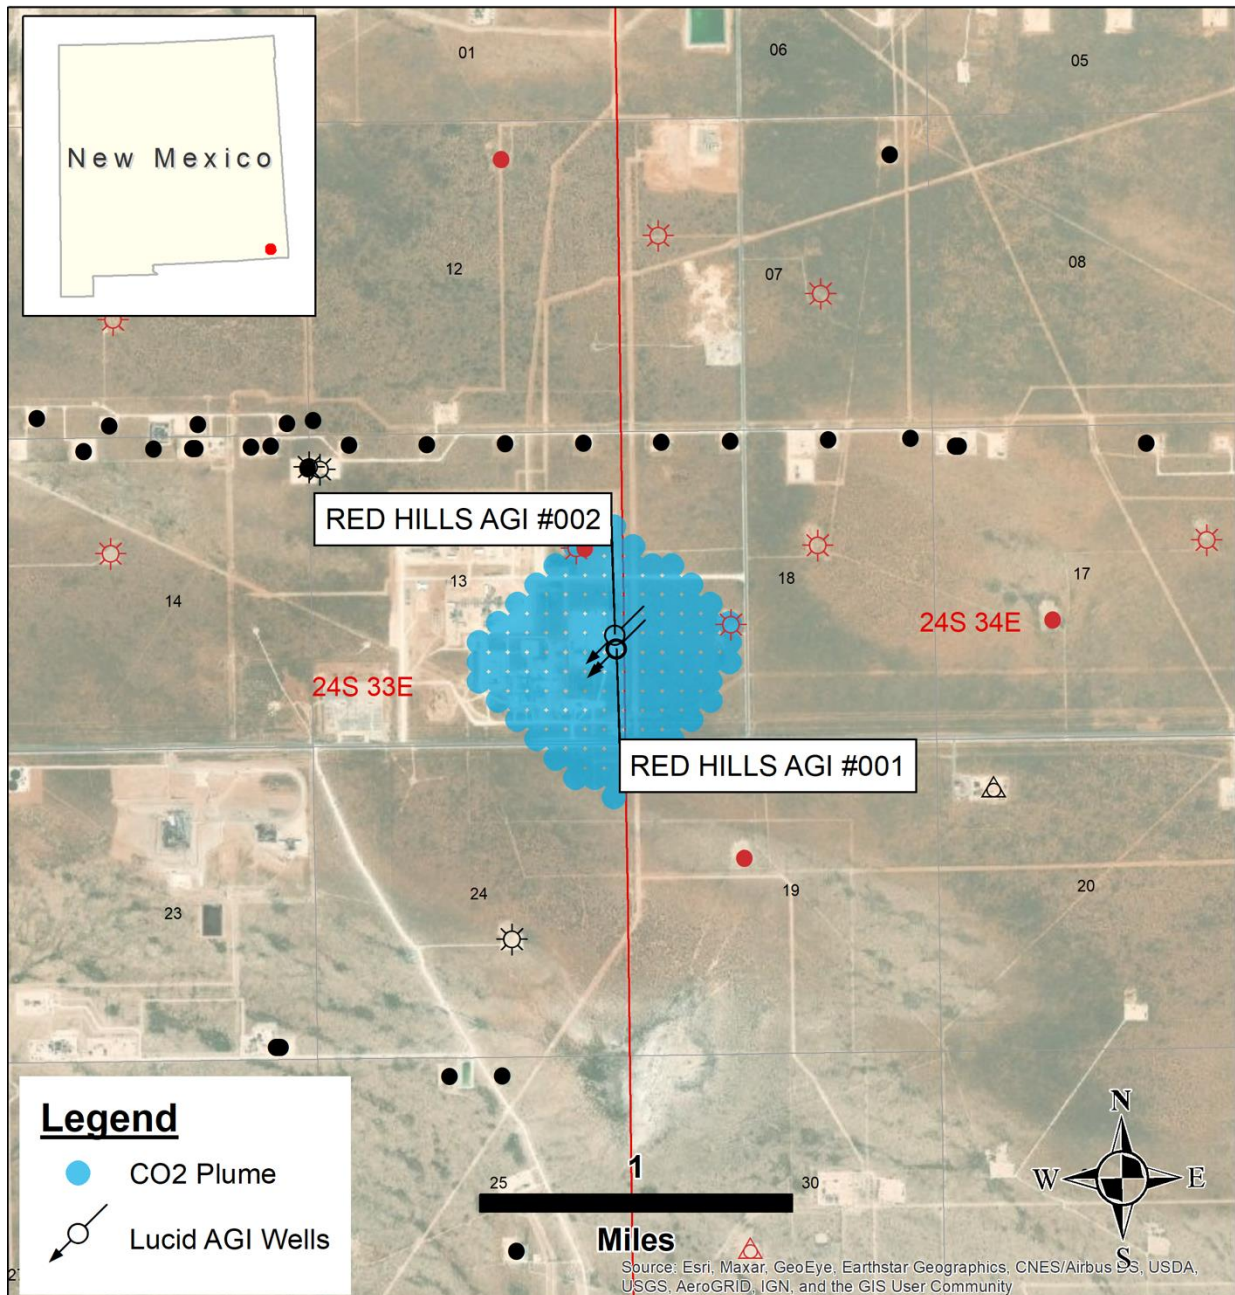 01
06
05
New Mexico
12
07
08
RED HILLS AGI #002
13
18
17
14
24S 34E
24S 33E
RED HILLS AGI #001
24
19
20
23
Legend
CO2 Plume
Lucid AGI Wells
25
1
30
Miles
N
W
E
S
Source: Esri, Maxar, GeoEye, Earthstar Geographics, CNES/Airbus DS, USDA,
USGS, AeroGRID, IGN, and the GIS User Community
27